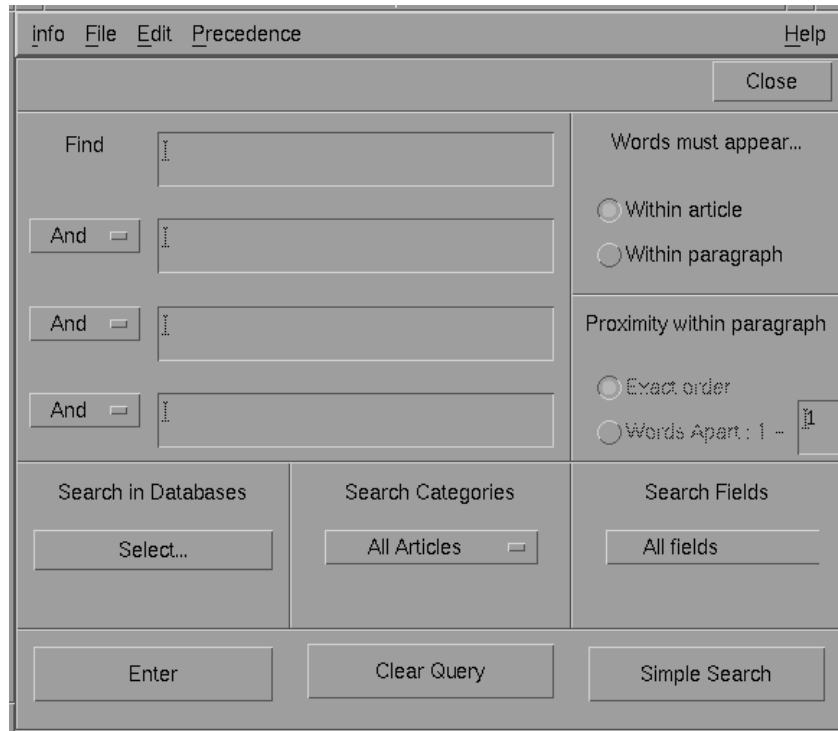 info File Edit Precedence Help
Close
Find
And
And
And
Words must appear...
Within article
Within paragraph
Proximity within paragraph
Exact order
Words Apart : 1 - 1
Search in Databases
Select...
Search Categories
All Articles
Search Fields
All fields
Enter
Clear Query
Simple Search